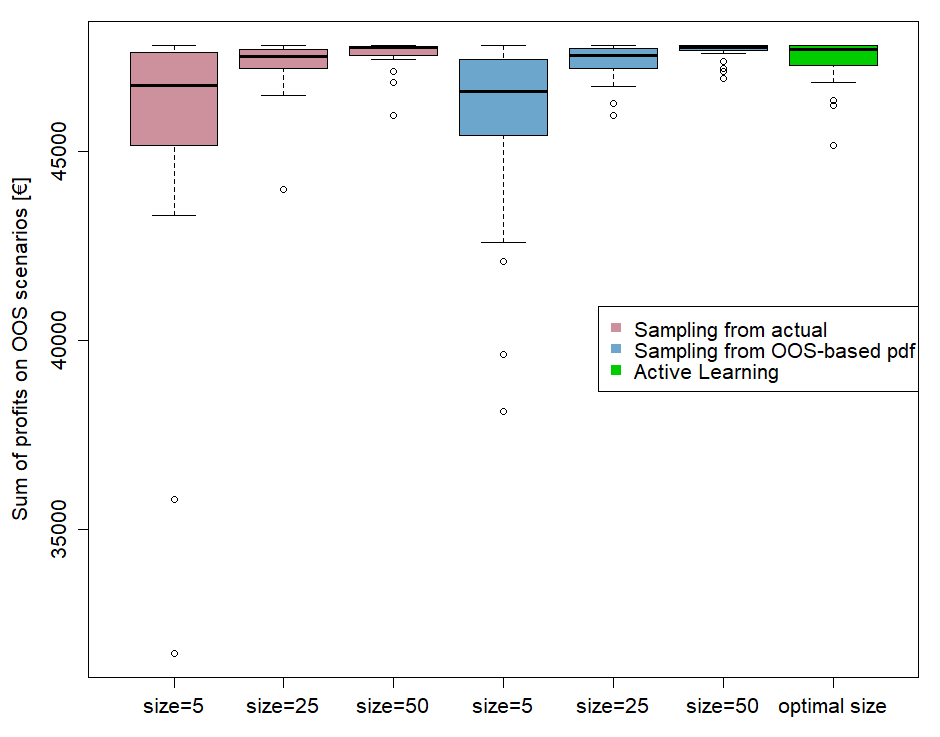 Sum of profits on OOS scenarios [€]
45000
40000
35000
Sampling from actual
Sampling from OOS-based pdf
Active Learning
size=5
size=25
size=50
size=5
size=25
size=50
optimal size